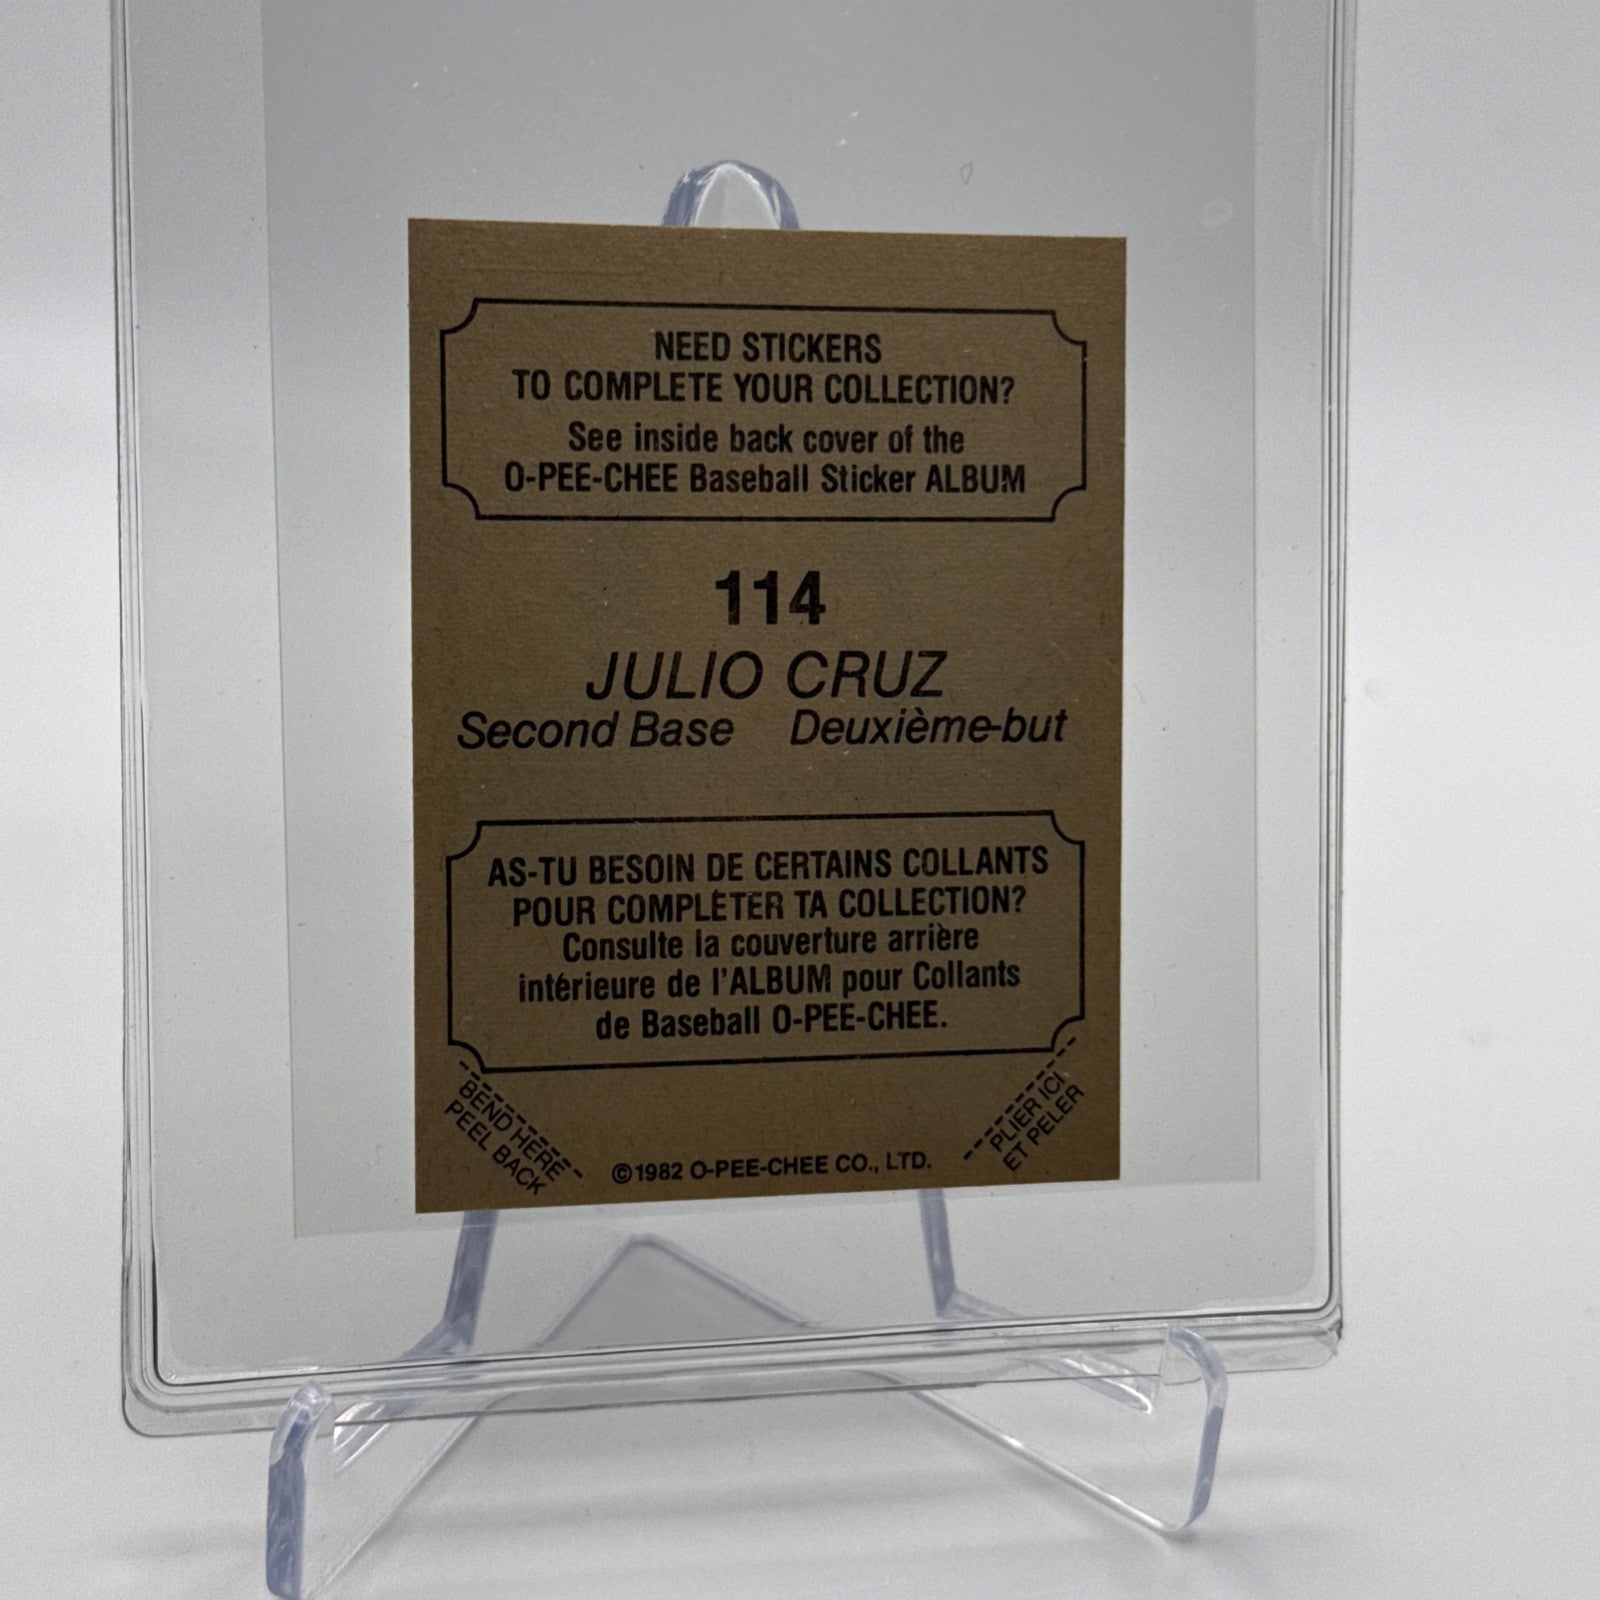 NEED STICKERS
TO COMPLETE YOUR COLLECTION?
See inside back cover of the
O-PEE-CHEE Baseball Sticker ALBUM
114
JULIO CRUZ
Second Base Deuxième-but
AS-TU BESOIN DE CERTAINS COLLANTS
POUR COMPLÉTER TA COLLECTION?
Consulte la couverture arrière
intérieure de l'ALBUM pour Collants
de Baseball O-PEE-CHEE.
BEND HERE
PEEL BACK
PLIER ICI
ET PELER
©1982 O-PEE-CHEE CO., LTD.